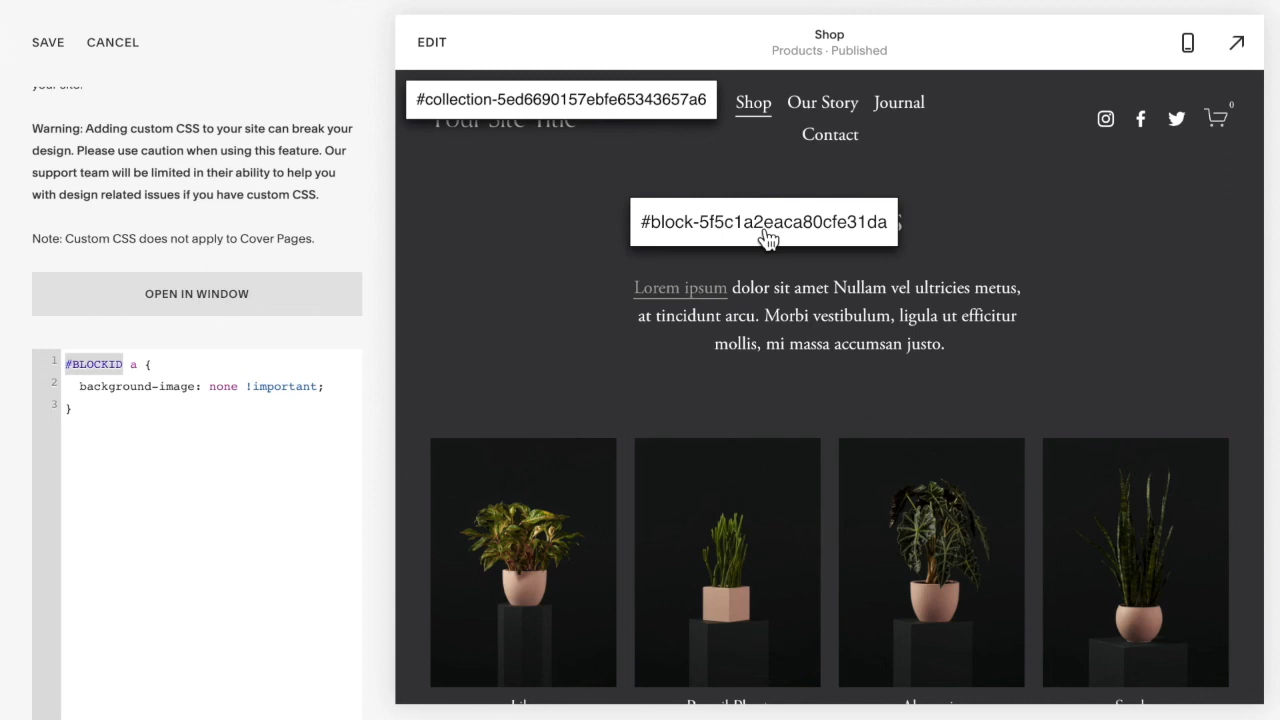 SAVE
CANCEL
your site.
Warning: Adding custom CSS to your site can break your
design. Please use caution when using this feature. Our
support team will be limited in their ability to help you
with design related issues if you have custom CSS.
Note: Custom CSS does not apply to Cover Pages.
OPEN IN WINDOW
1 #BLOCKID a {
2 background-image: none !important;
3 }
EDIT
Shop
Products · Published
#collection-5ed6690157ebfe65343657a6
Your Site Title
Shop
Our Story
Journal
Contact
0
#block-5f5c1a2eaca80cfe31da
Lorem ipsum dolor sit amet Nullam vel ultricies metus,
at tincidunt arcu. Morbi vestibulum, ligula ut efficitur
mollis, mi massa accumsan justo.